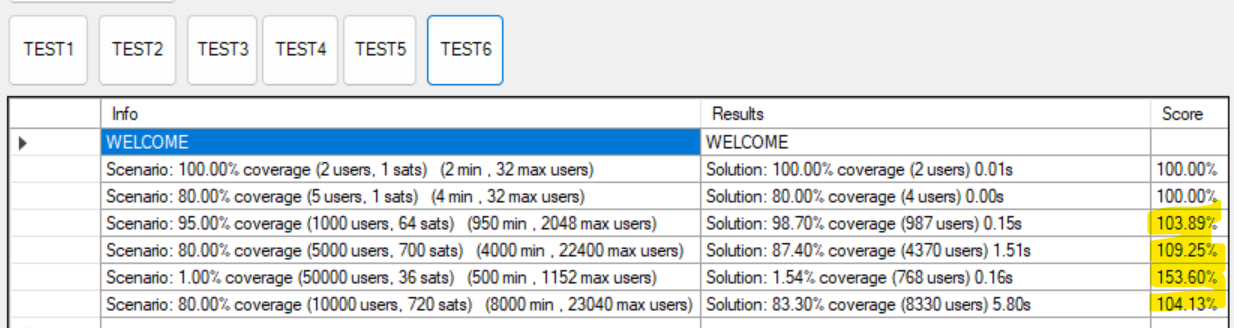 TEST1 TEST2 TEST3 TEST4 TEST5 TEST6
Info Results Score
WELCOME WELCOME
Scenario: 100.00% coverage (2 users, 1 sats) (2 min , 32 max users) Solution: 100.00% coverage (2 users) 0.01s 100.00%
Scenario: 80.00% coverage (5 users, 1 sats) (4 min , 32 max users) Solution: 80.00% coverage (4 users) 0.00s 100.00%
Scenario: 95.00% coverage (1000 users, 64 sats) (950 min , 2048 max users) Solution: 98.70% coverage (987 users) 0.15s 103.89%
Scenario: 80.00% coverage (5000 users, 700 sats) (4000 min , 22400 max users) Solution: 87.40% coverage (4370 users) 1.51s 109.25%
Scenario: 1.00% coverage (50000 users, 36 sats) (500 min , 1152 max users) Solution: 1.54% coverage (768 users) 0.16s 153.60%
Scenario: 80.00% coverage (10000 users, 720 sats) (8000 min , 23040 max users) Solution: 83.30% coverage (8330 users) 5.80s 104.13%